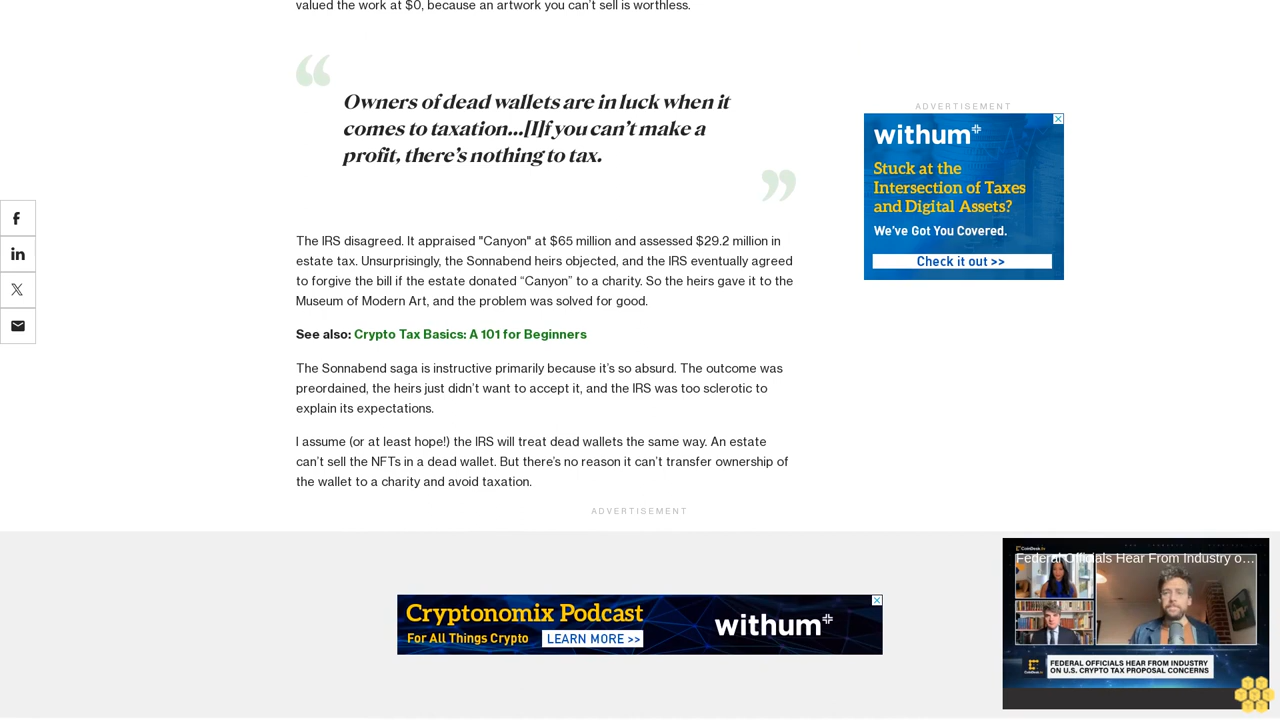 valued the work at $0, because an artwork you can’t sell is worthless.
“
Owners of dead wallets are in luck when it
comes to taxation...[I]f you can’t make a
profit, there’s nothing to tax.
”
The IRS disagreed. It appraised "Canyon" at $65 million and assessed $29.2 million in
estate tax. Unsurprisingly, the Sonnabend heirs objected, and the IRS eventually agreed
to forgive the bill if the estate donated “Canyon” to a charity. So the heirs gave it to the
Museum of Modern Art, and the problem was solved for good.
See also: Crypto Tax Basics: A 101 for Beginners
The Sonnabend saga is instructive primarily because it’s so absurd. The outcome was
preordained, the heirs just didn’t want to accept it, and the IRS was too sclerotic to
explain its expectations.
I assume (or at least hope!) the IRS will treat dead wallets the same way. An estate
can’t sell the NFTs in a dead wallet. But there’s no reason it can’t transfer ownership of
the wallet to a charity and avoid taxation.
ADVERTISEMENT
withum
Stuck at the
Intersection of Taxes
and Digital Assets?
We’ve Got You Covered.
Check it out >>
ADVERTISEMENT
Cryptonomix Podcast
For All Things Crypto
LEARN MORE >>
withum
Federal Officials Hear From Industry o…
FEDERAL OFFICIALS HEAR FROM INDUSTRY
ON U.S. CRYPTO TAX PROPOSAL CONCERNS